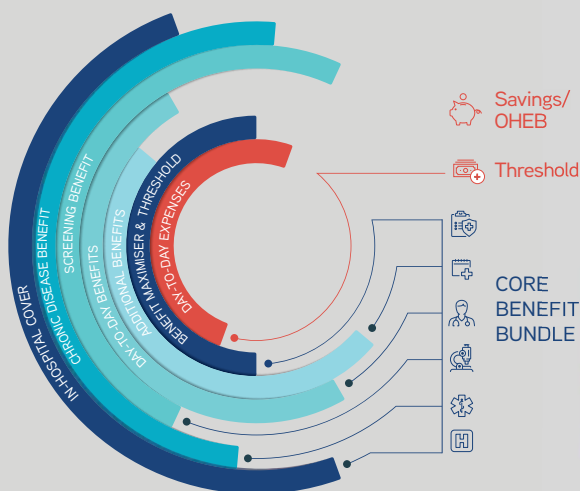 IN-HOSPITAL COVER
CHRONIC DISEASE BENEFIT
SCREENING BENEFIT
DAY-TO-DAY BENEFITS
ADDITIONAL BENEFITS
BENEFIT MAXIMISER & THRESHOLD
DAY-TO-DAY EXPENSES
Savings/
OHEB
Threshold
CORE
BENEFIT
BUNDLE
H